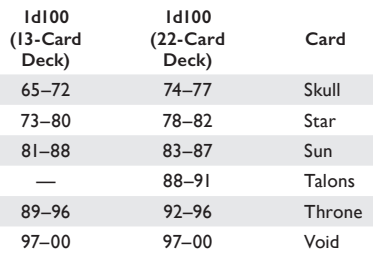 1d100 1d100
(13-Card (22-Card Card
Deck) Deck)
65–72 74–77 Skull
73–80 78–82 Star
81–88 83–87 Sun
— 88–91 Talons
89–96 92–96 Throne
97–00 97–00 Void